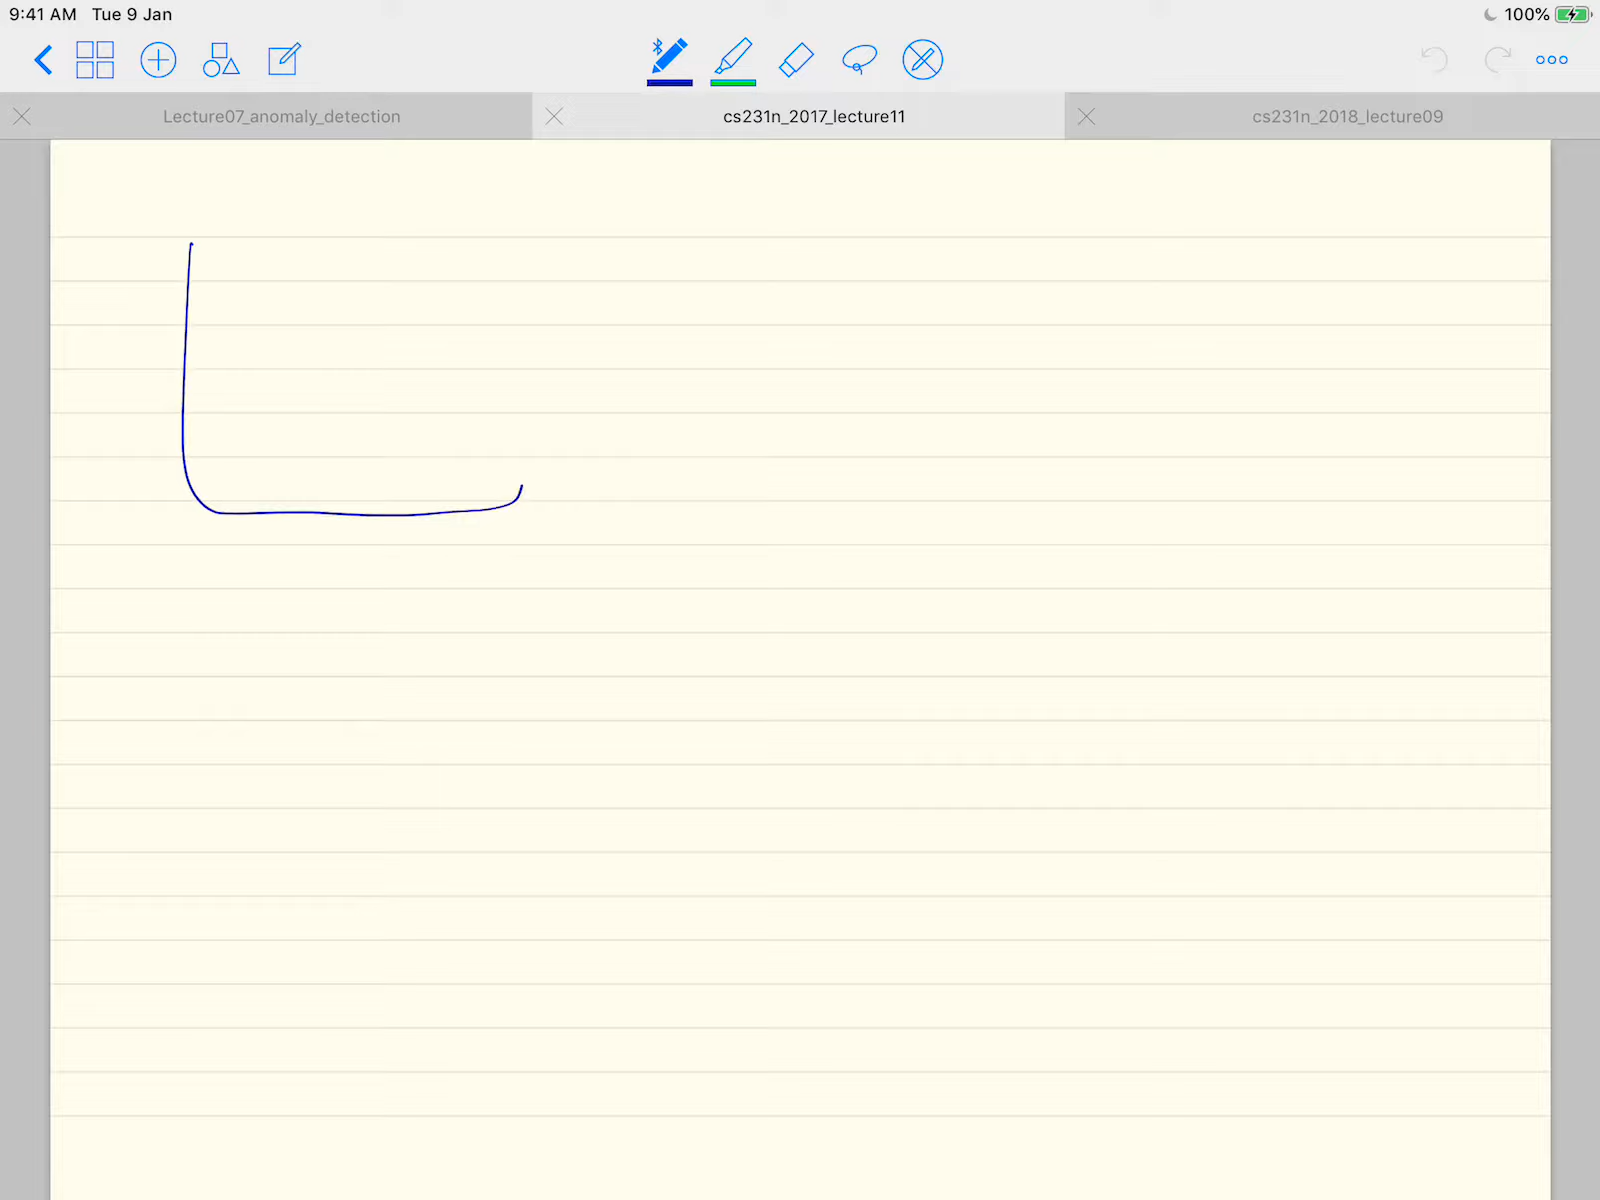 9:41 AM Tue 9 Jan 100%
Lecture07_anomaly_detection cs231n_2017_lecture11 cs231n_2018_lecture09